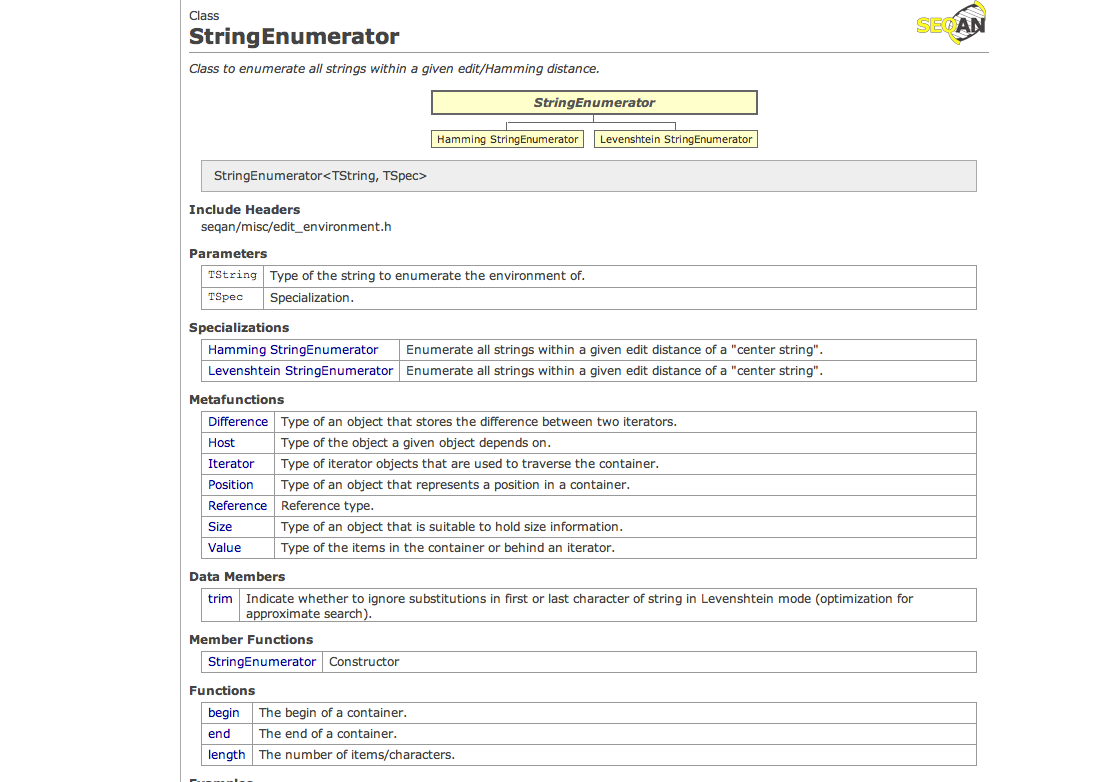 Class
StringEnumerator
SEQAN
Class to enumerate all strings within a given edit/Hamming distance.
StringEnumerator
Hamming StringEnumerator Levenshtein StringEnumerator
StringEnumerator<TString, TSpec>
Include Headers
seqan/misc/edit_environment.h
Parameters
TString Type of the string to enumerate the environment of.
TSpec Specialization.
Specializations
Hamming StringEnumerator Enumerate all strings within a given edit distance of a "center string".
Levenshtein StringEnumerator Enumerate all strings within a given edit distance of a "center string".
Metafunctions
Difference Type of an object that stores the difference between two iterators.
Host Type of the object a given object depends on.
Iterator Type of iterator objects that are used to traverse the container.
Position Type of an object that represents a position in a container.
Reference Reference type.
Size Type of an object that is suitable to hold size information.
Value Type of the items in the container or behind an iterator.
Data Members
trim Indicate whether to ignore substitutions in first or last character of string in Levenshtein mode (optimization for
approximate search).
Member Functions
StringEnumerator Constructor
Functions
begin The begin of a container.
end The end of a container.
length The number of items/characters.
Examples